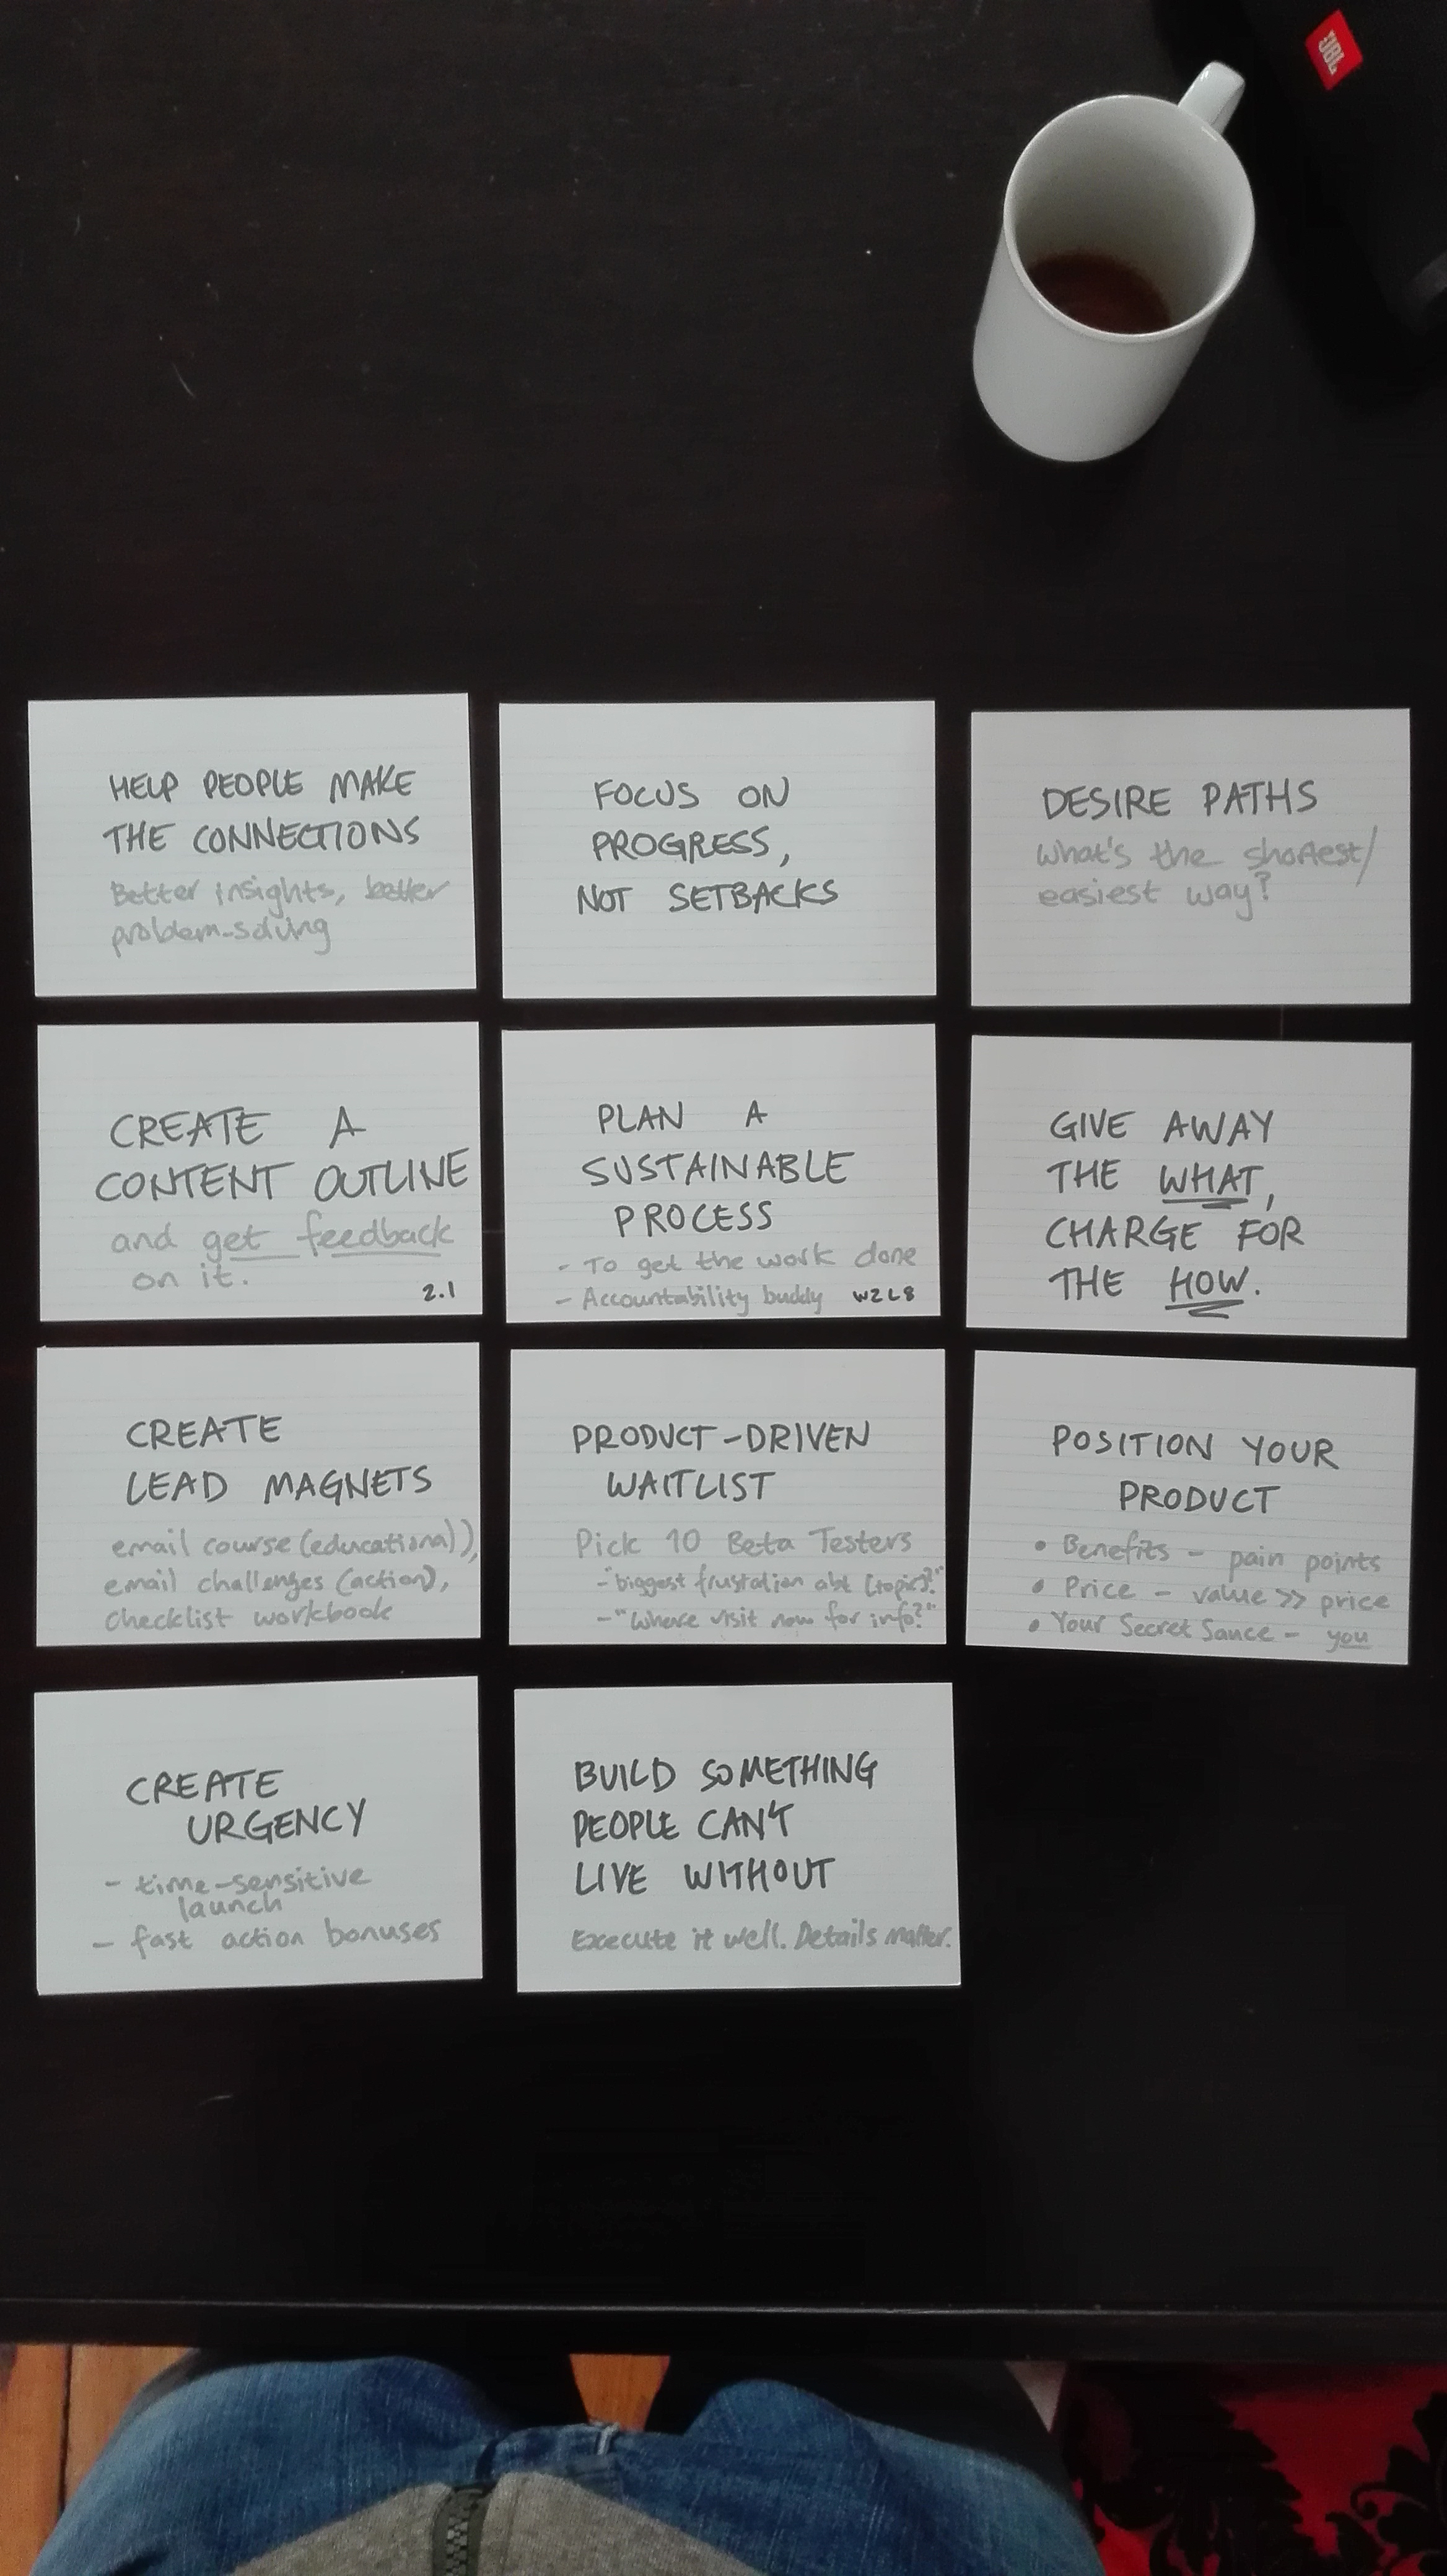 JBL
HELP PEOPLE MAKE
THE CONNECTIONS
Better insights, better
problem-solving
FOCUS ON
PROGRESS,
NOT SETBACKS
DESIRE PATHS
What's the shortest/
easiest way?
CREATE A
CONTENT OUTLINE
and get feedback
on it.
2.1
PLAN A
SUSTAINABLE
PROCESS
- To get the work done
- Accountability buddy W2L8
GIVE AWAY
THE WHAT,
CHARGE FOR
THE HOW.
CREATE
LEAD MAGNETS
email course (educational)),
email challenges (action),
checklist workbook
PRODUCT-DRIVEN
WAITLIST
Pick 10 Beta Testers
- "biggest frustation abt [topic]?"
- "Where visit now for info?"
POSITION YOUR
PRODUCT
• Benefits - pain points
• Price - value >> price
• Your Secret Sauce - you
CREATE
URGENCY
- time-sensitive
launch
- fast action bonuses
BUILD SOMETHING
PEOPLE CAN'T
LIVE WITHOUT
Execute it well. Details matter.